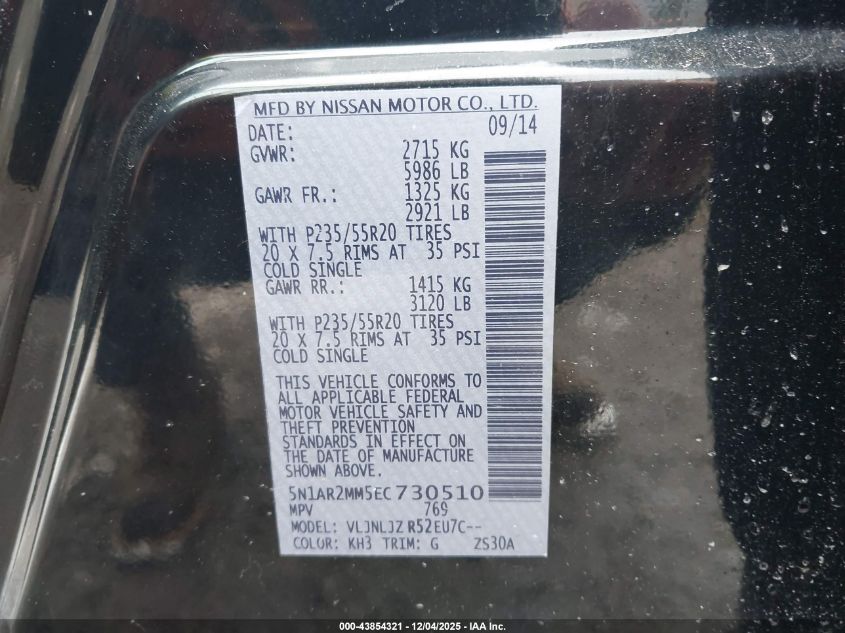 MFD BY NISSAN MOTOR CO., LTD.
DATE: 09/14
GVWR: 2715 KG
5986 LB
GAWR FR.: 1325 KG
2921 LB
WITH P235/55R20 TIRES
20 X 7.5 RIMS AT 35 PSI
COLD SINGLE
GAWR RR.: 1415 KG
3120 LB
WITH P235/55R20 TIRES
20 X 7.5 RIMS AT 35 PSI
COLD SINGLE
THIS VEHICLE CONFORMS TO
ALL APPLICABLE FEDERAL
MOTOR VEHICLE SAFETY AND
THEFT PREVENTION
STANDARDS IN EFFECT ON
THE DATE OF MANUFACTURE
SHOWN ABOVE.
5N1AR2MM5EC730510
MPV 769
MODEL: VLJNLJZ R52EU7C--
COLOR: KH3 TRIM: G ZS30A
000-43854321 - 12/04/2025 - IAA Inc.